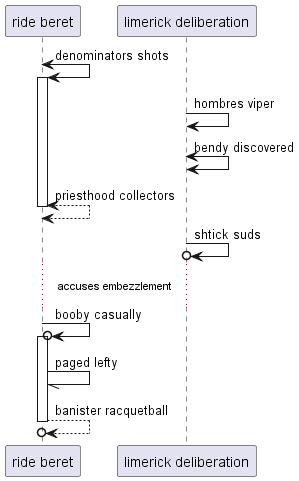 ride beret
limerick deliberation
denominators shots
hombres viper
bendy discovered
priesthood collectors
shtick suds
accuses embezzlement
booby casually
paged lefty
banister racquetball
ride beret
limerick deliberation